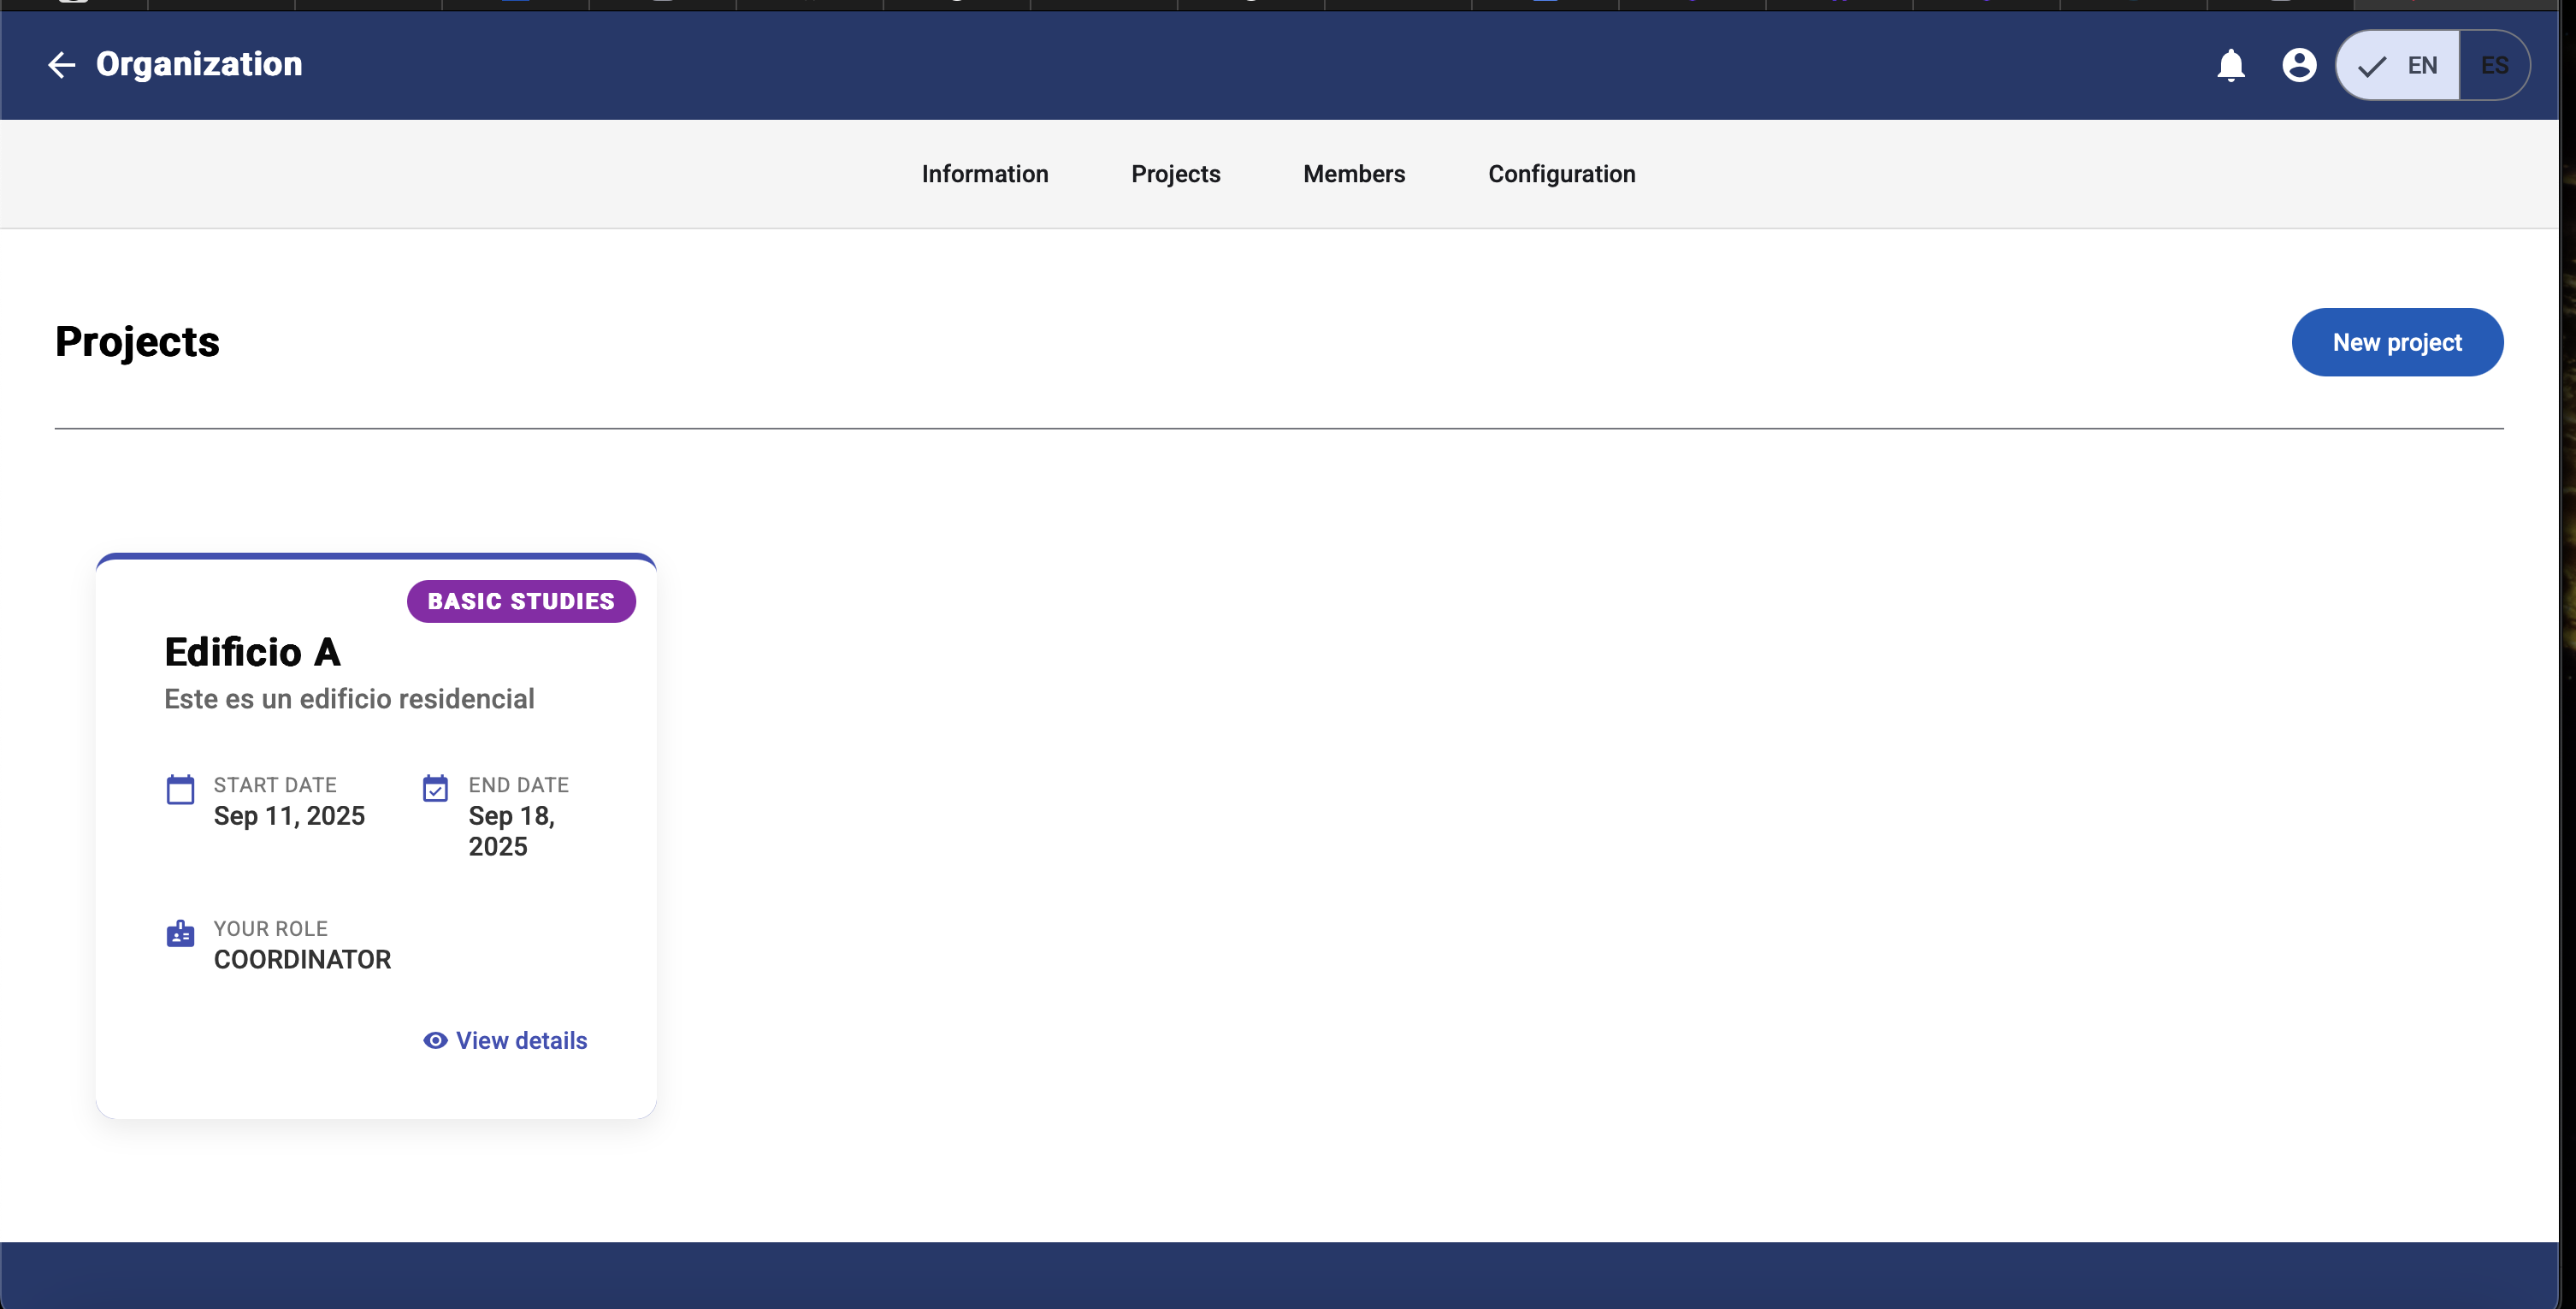 Organization
EN
ES
Information
Projects
Members
Configuration
Projects
New project
BASIC STUDIES
Edificio A
Este es un edificio residencial
START DATE
Sep 11, 2025
END DATE
Sep 18,
2025
YOUR ROLE
COORDINATOR
View details